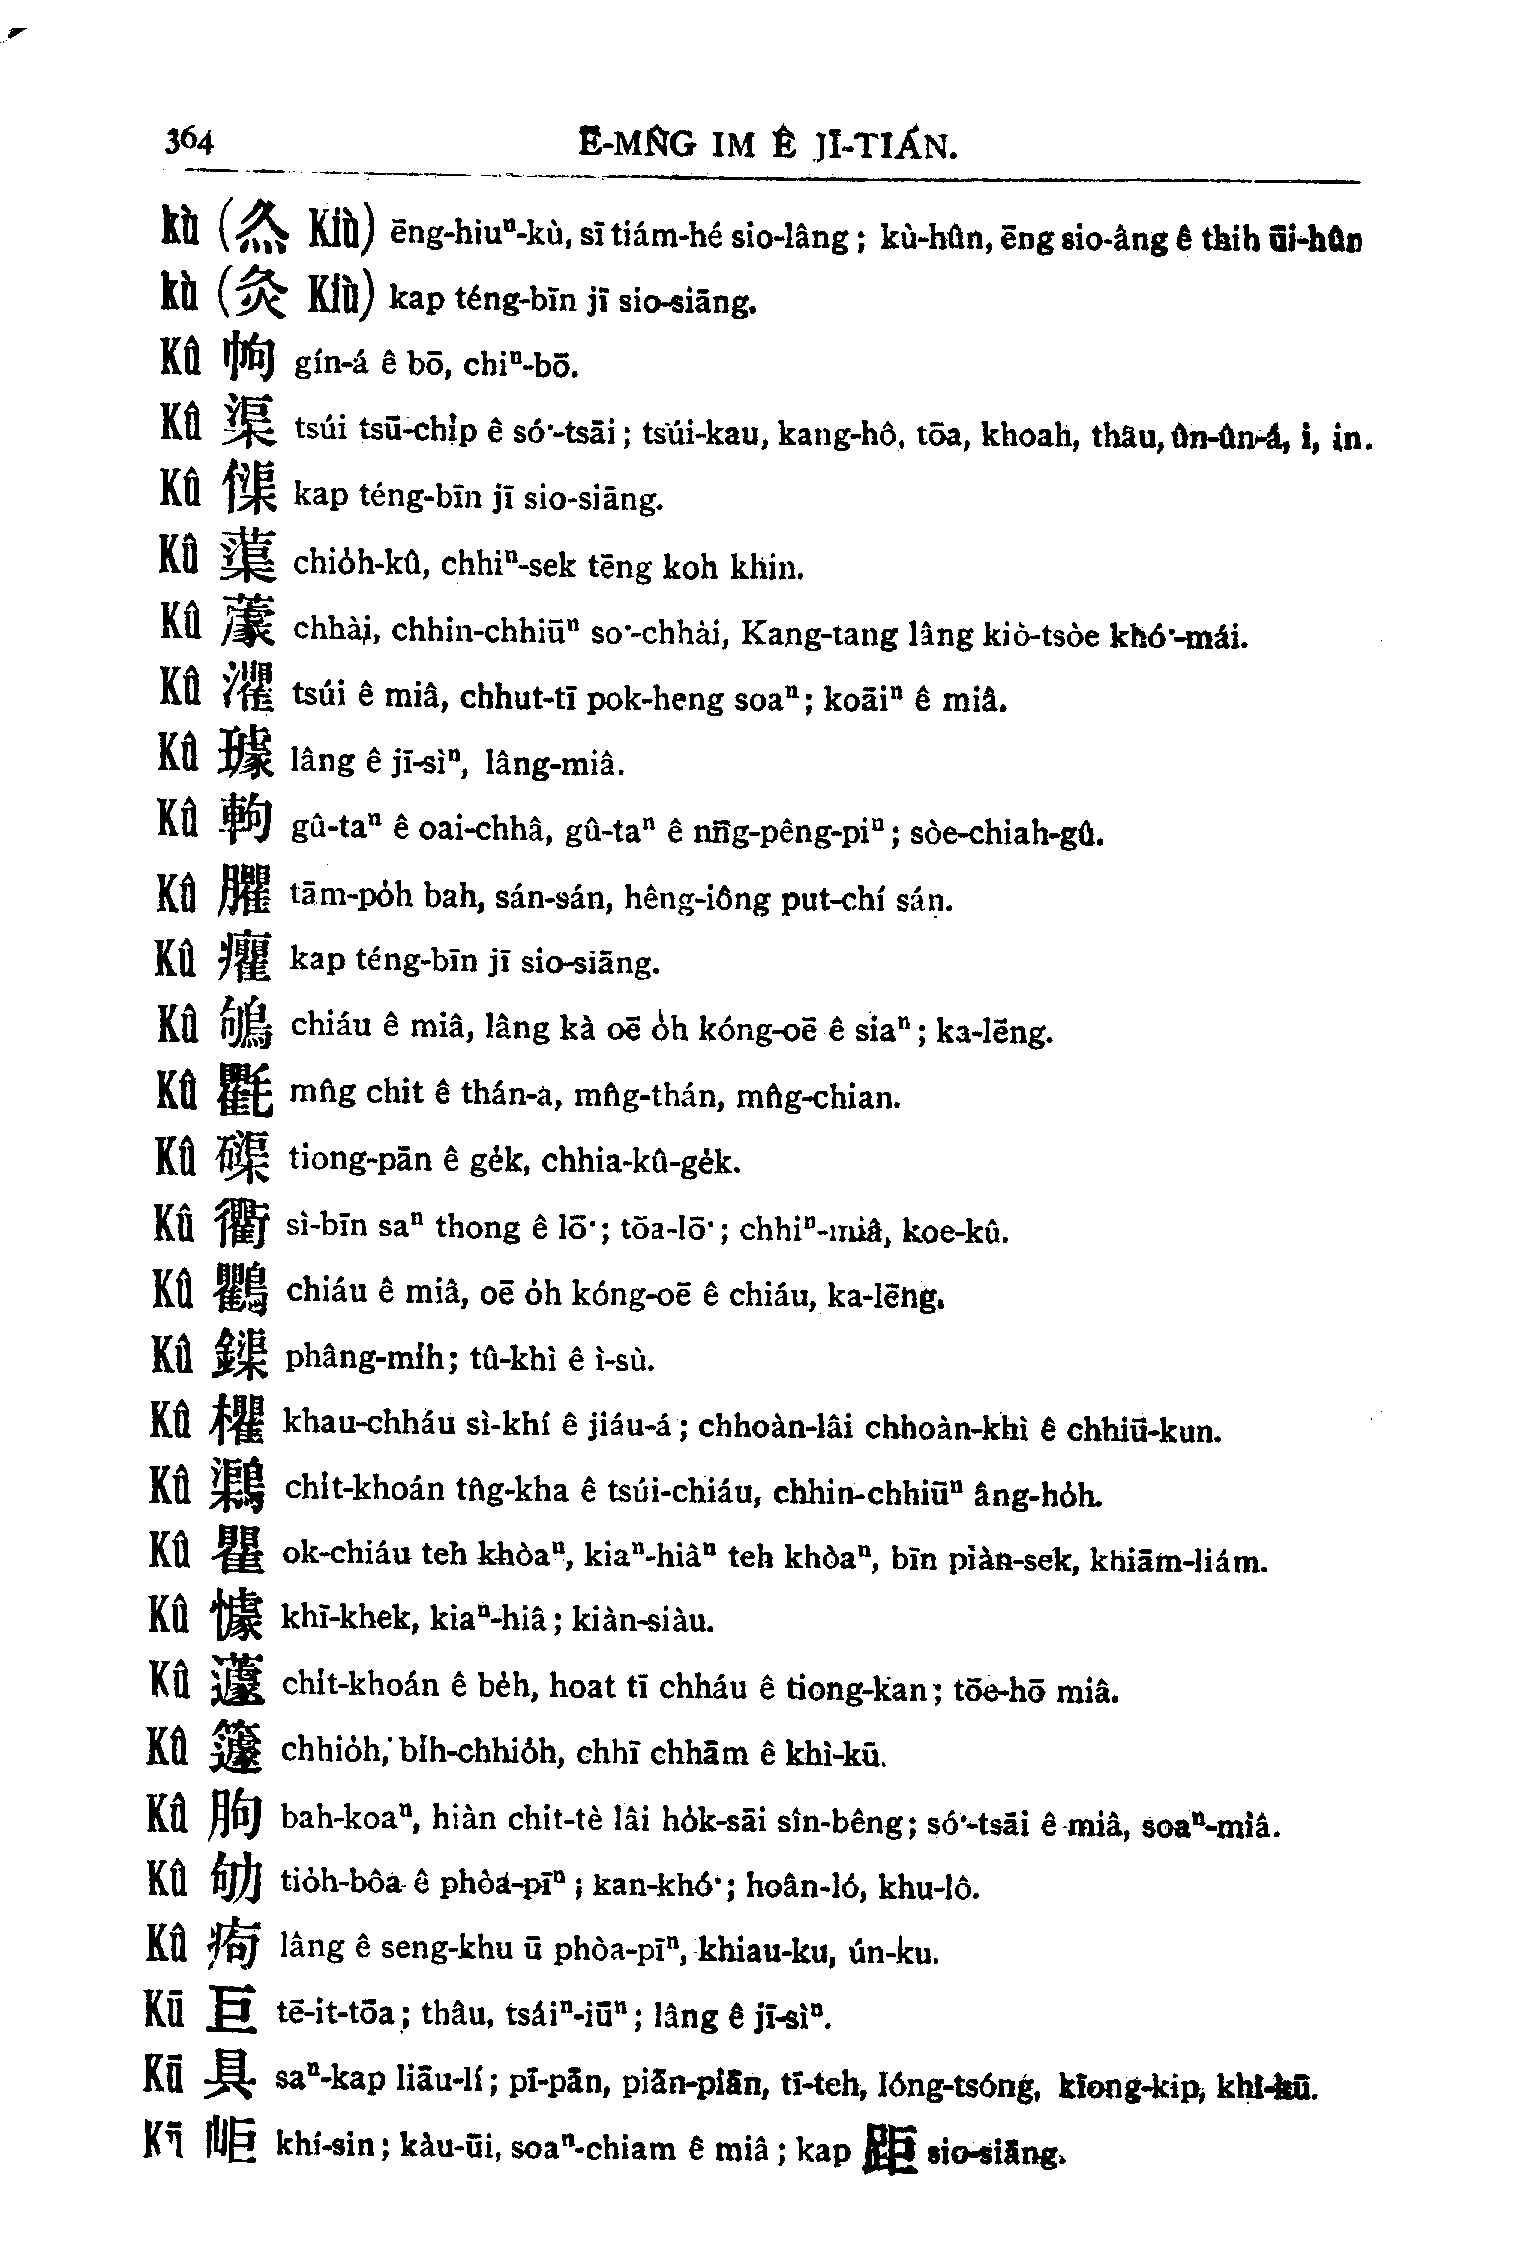 364 Ē-MN̂G IM Ê JĪ-TIÁN.
kù (㷃 Kiù) ēng-hiuⁿ-kù, sī tiám-hé sio-lâng; kù-hûn, ēng sio-âng ê thih ūi-hûn
kù (灸 Kiù) kap téng-bīn jī sio-siāng.
Kû 㡘 gín-á ê bō, chiⁿ-bō.
Kû 渠 tsúi tsū-chi̍p ê só͘-tsāi; tsúi-kau, kang-hô, tōa, khoah, thâu, ûn-ûn-á, i, in.
Kû 㒆 kap téng-bīn jī sio-siāng.
Kû 蕖 chio̍h-kû, chhiⁿ-sek tēng koh khin.
Kû 蘧 chhài, chhin-chhiūⁿ so͘-chhài, Kang-tang lâng kiò-tsòe khó͘-mái.
Kû 灈 tsúi ê miâ, chhut-tī pok-heng soaⁿ; koāiⁿ ê miâ.
Kû 璩 lâng ê jī-sìⁿ, lâng-miâ.
Kû 軥 gû-taⁿ ê oai-chhâ, gû-taⁿ ê nn̄g-pêng-piⁿ; sòe-chiah-gû.
Kû 臞 tām-po̍h bah, sán-sán, hêng-iông put-chí sán.
Kû 癯 kap téng-bīn jī sio-siāng.
Kû 鴝 chiáu ê miâ, lâng kà oē o̍h kóng-oē ê siaⁿ; ka-lēng.
Kû 氍 mn̂g chit ê thán-a, mn̂g-thán, mn̂g-chian.
Kû 磲 tiong-pān ê ge̍k, chhia-kû-ge̍k.
Kû 衢 sì-bīn saⁿ thong ê lō͘; tōa-lō͘; chhiⁿ-miâ, koe-kû.
Kû 鸜 chiáu ê miâ, oē o̍h kóng-oē ê chiáu, ka-lēng.
Kû 鐻 phâng-mi̍h; tû-khì ê ì-sù.
Kû 欋 khau-chháu sì-khí ê jiáu-á; chhoàn-lâi chhoàn-khì ê chhiū-kun.
Kû 㶚 chi̍t-khoán tn̂g-kha ê tsúi-chiáu, chhin-chhiūⁿ âng-ho̍h.
Kû 瞿 ok-chiáu teh khòaⁿ, kiaⁿ-hiâⁿ teh khòaⁿ, bīn piàn-sek, khiām-liám.
Kû 懅 khī-khek, kiaⁿ-hiâ; kiàn-siàu.
Kû 蘧 chi̍t-khoán ê be̍h, hoat tī chháu ê tiong-kan; tōe-hō miâ.
Kû 籧 chhio̍h, bi̍h-chhio̍h, chhī chhâm ê khì-kū.
Kû 朐 bah-koaⁿ, hiàn chit-tè lâi ho̍k-sāi sîn-bêng; só͘-tsāi ê miâ, soaⁿ-miâ.
Kû 劬 tio̍h-bôa ê phòa-pīⁿ; kan-khó͘; hoân-ló, khu-lô.
Kû 痀 lâng ê seng-khu ū phòa-pīⁿ, khiau-ku, ún-ku.
Kū 巨 tē-it-tōa; thâu, tsáiⁿ-iūⁿ; lâng ê jī-sìⁿ.
Kū 具 saⁿ-kap liāu-lí; pī-pān, piān-piān, tī-teh, lóng-tsóng, kiong-kip, khì-kū.
Kū 岠 khí-sin; kàu-ūi, soaⁿ-chiam ê miâ; kap 距 sio-siāng.